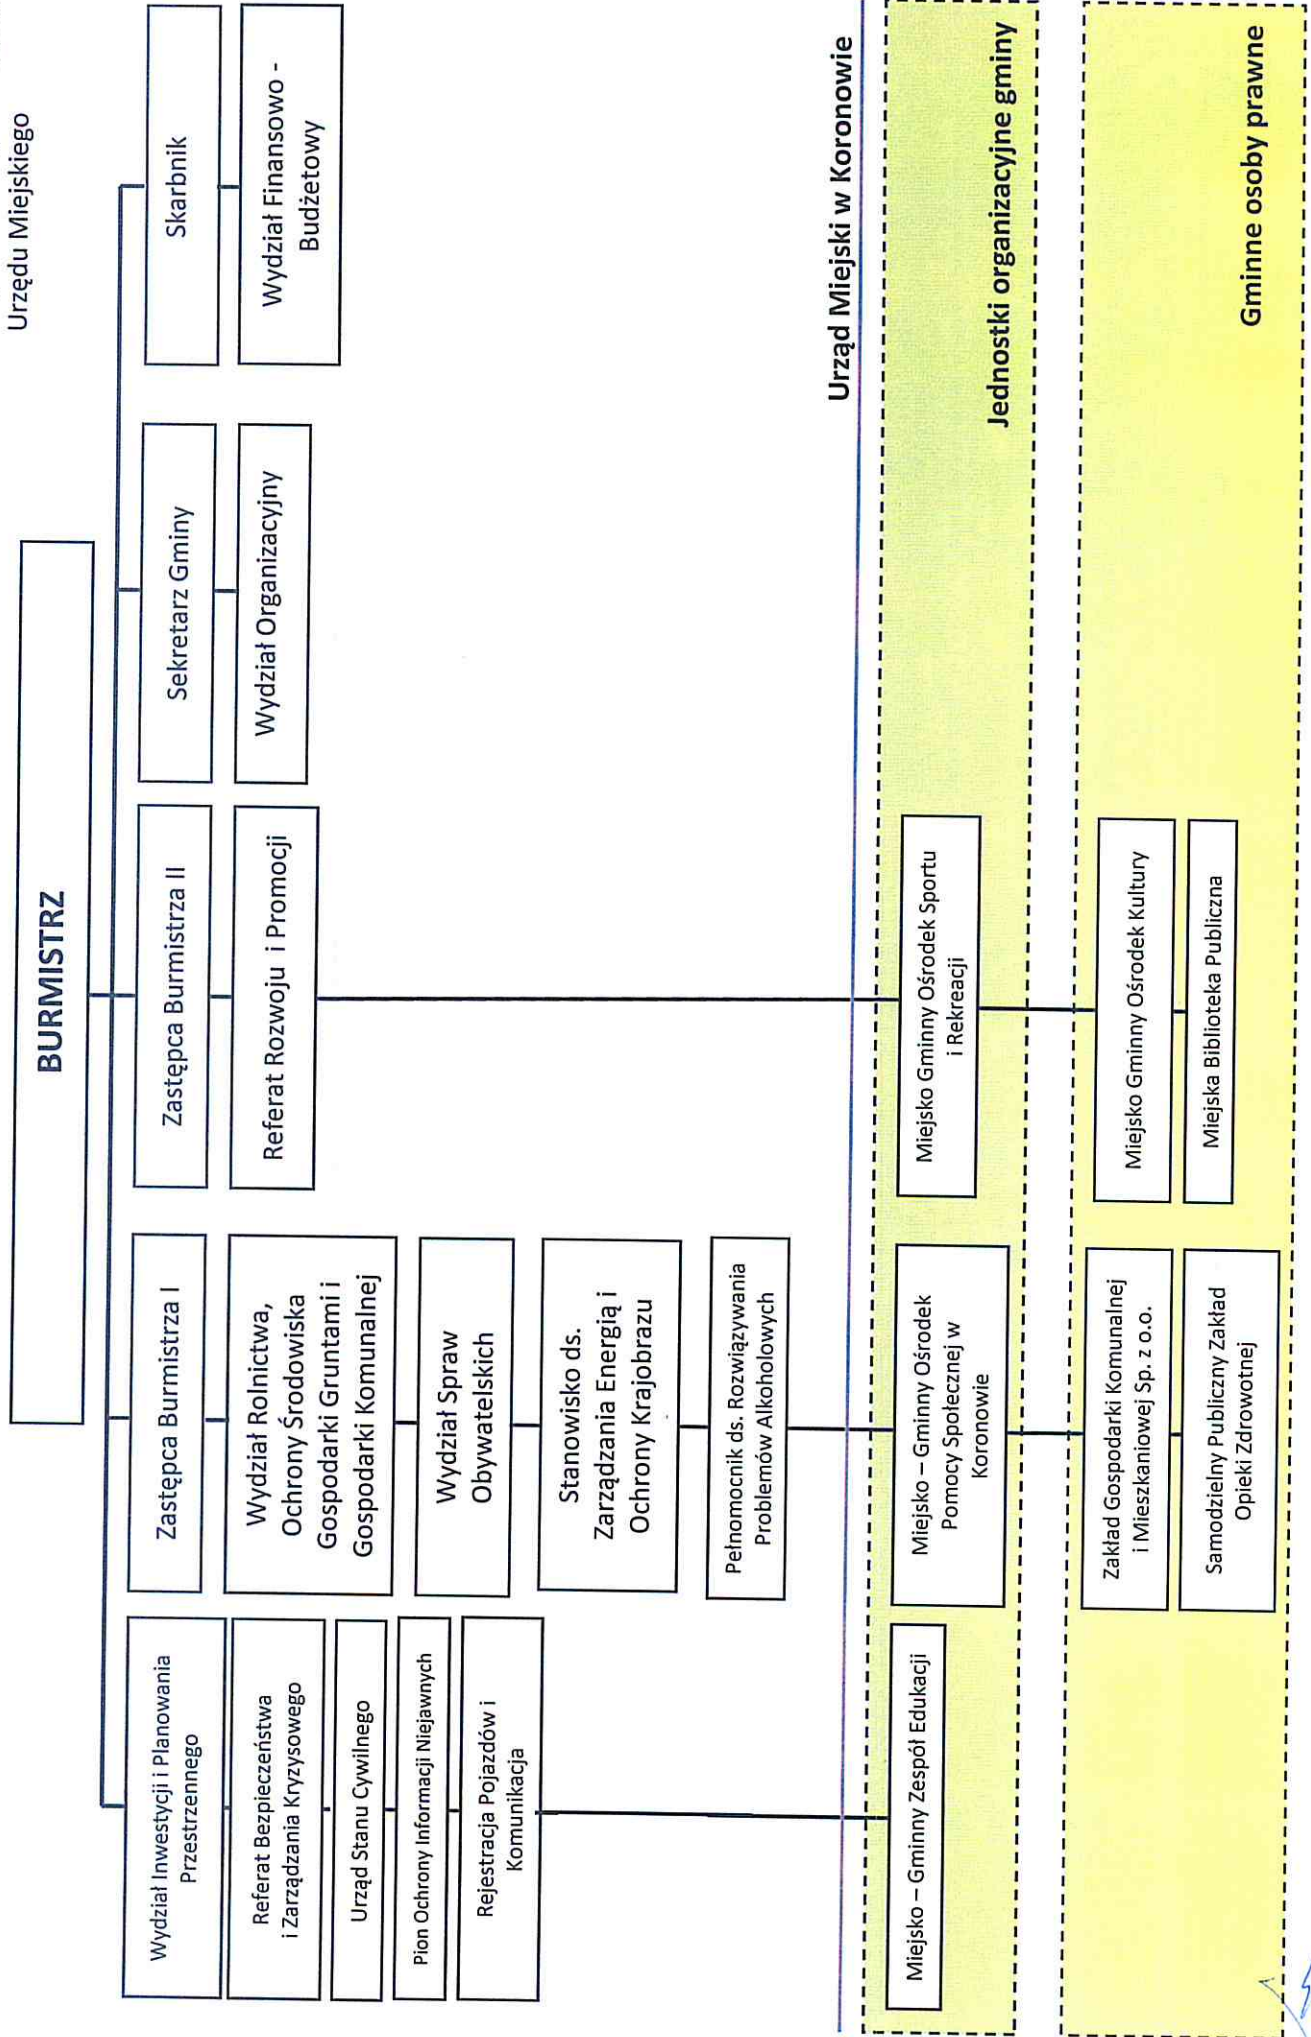 Urzędu Miejskiego
BURMISTRZ
Wydział Inwestycji i Planowania
Przestrzennego
Referat Bezpieczeństwa
i Zarządzania Kryzysowego
Urząd Stanu Cywilnego
Pion Ochrony Informacji Niejawnych
Rejestracja Pojazdów i
Komunikacja
Zastępca Burmistrza I
Wydział Rolnictwa,
Ochrony Środowiska
Gospodarki Gruntami i
Gospodarki Komunalnej
Wydział Spraw
Obywatelskich
Stanowisko ds.
Zarządzania Energią i
Ochrony Krajobrazu
Pełnomocnik ds. Rozwiązywania
Problemów Alkoholowych
Zastępca Burmistrza II
Referat Rozwoju i Promocji
Sekretarz Gminy
Wydział Organizacyjny
Skarbnik
Wydział Finansowo -
Budżetowy
Urząd Miejski w Koronowie
Miejsko – Gminny Zespół Edukacji
Miejsko – Gminny Ośrodek
Pomocy Społecznej w
Koronowie
Miejsko Gminny Ośrodek Sportu
i Rekreacji
Jednostki organizacyjne gminy
Zakład Gospodarki Komunalnej
i Mieszkaniowej Sp. z o.o.
Samodzielny Publiczny Zakład
Opieki Zdrowotnej
Miejsko Gminny Ośrodek Kultury
Miejska Biblioteka Publiczna
Gminne osoby prawne